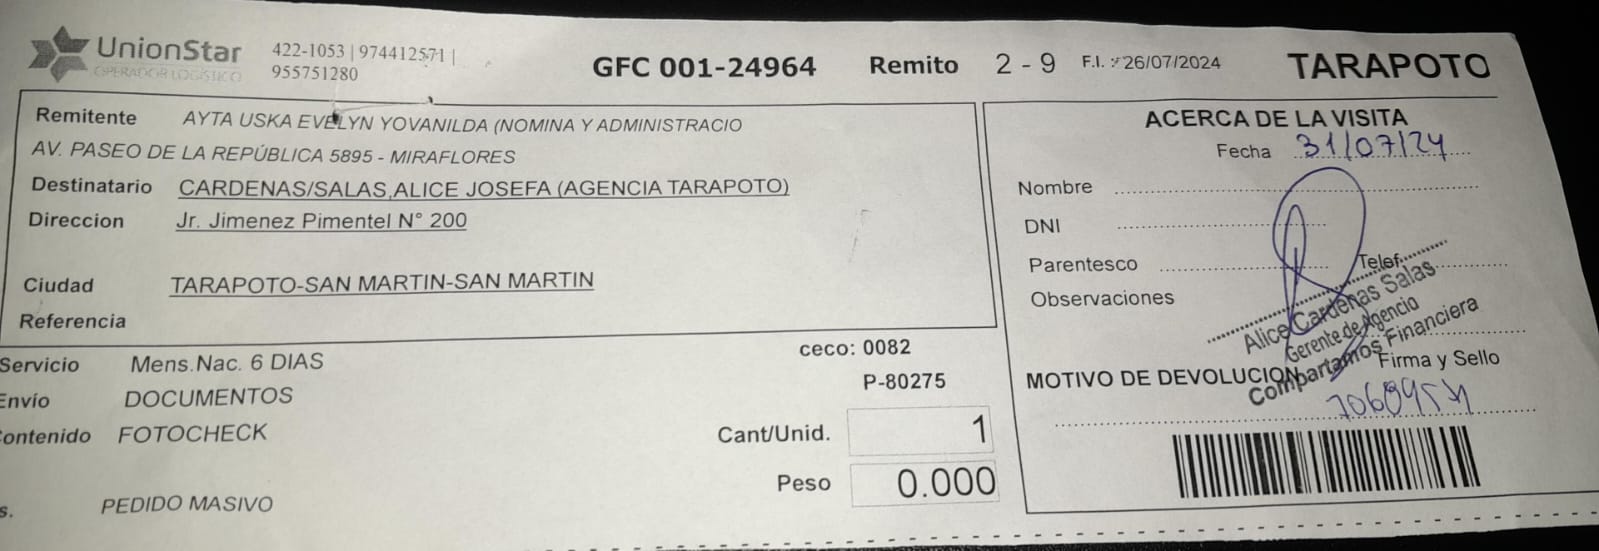 UnionStar
OPERADOR LOGÍSTICO
422-1053 | 974412571 |
955751280
GFC 001-24964
Remito 2 - 9
F.I. : 26/07/2024
TARAPOTO
Remitente AYTA USKA EVELYN YOVANILDA (NOMINA Y ADMINISTRACIO
AV. PASEO DE LA REPÚBLICA 5895 - MIRAFLORES
Destinatario CARDENAS/SALAS,ALICE JOSEFA (AGENCIA TARAPOTO)
Direccion Jr. Jimenez Pimentel N° 200
Ciudad TARAPOTO-SAN MARTIN-SAN MARTIN
Referencia
Servicio Mens.Nac. 6 DIAS
Envío DOCUMENTOS
Contenido FOTOCHECK
s. PEDIDO MASIVO
ceco: 0082
P-80275
Cant/Unid. 1
Peso 0.000
ACERCA DE LA VISITA
Fecha 31/07/24
Nombre
DNI
Parentesco Telef.
Observaciones
Alice Cardenas Salas
Gerente de Agencia
Compartamos Financiera
Firma y Sello
MOTIVO DE DEVOLUCION